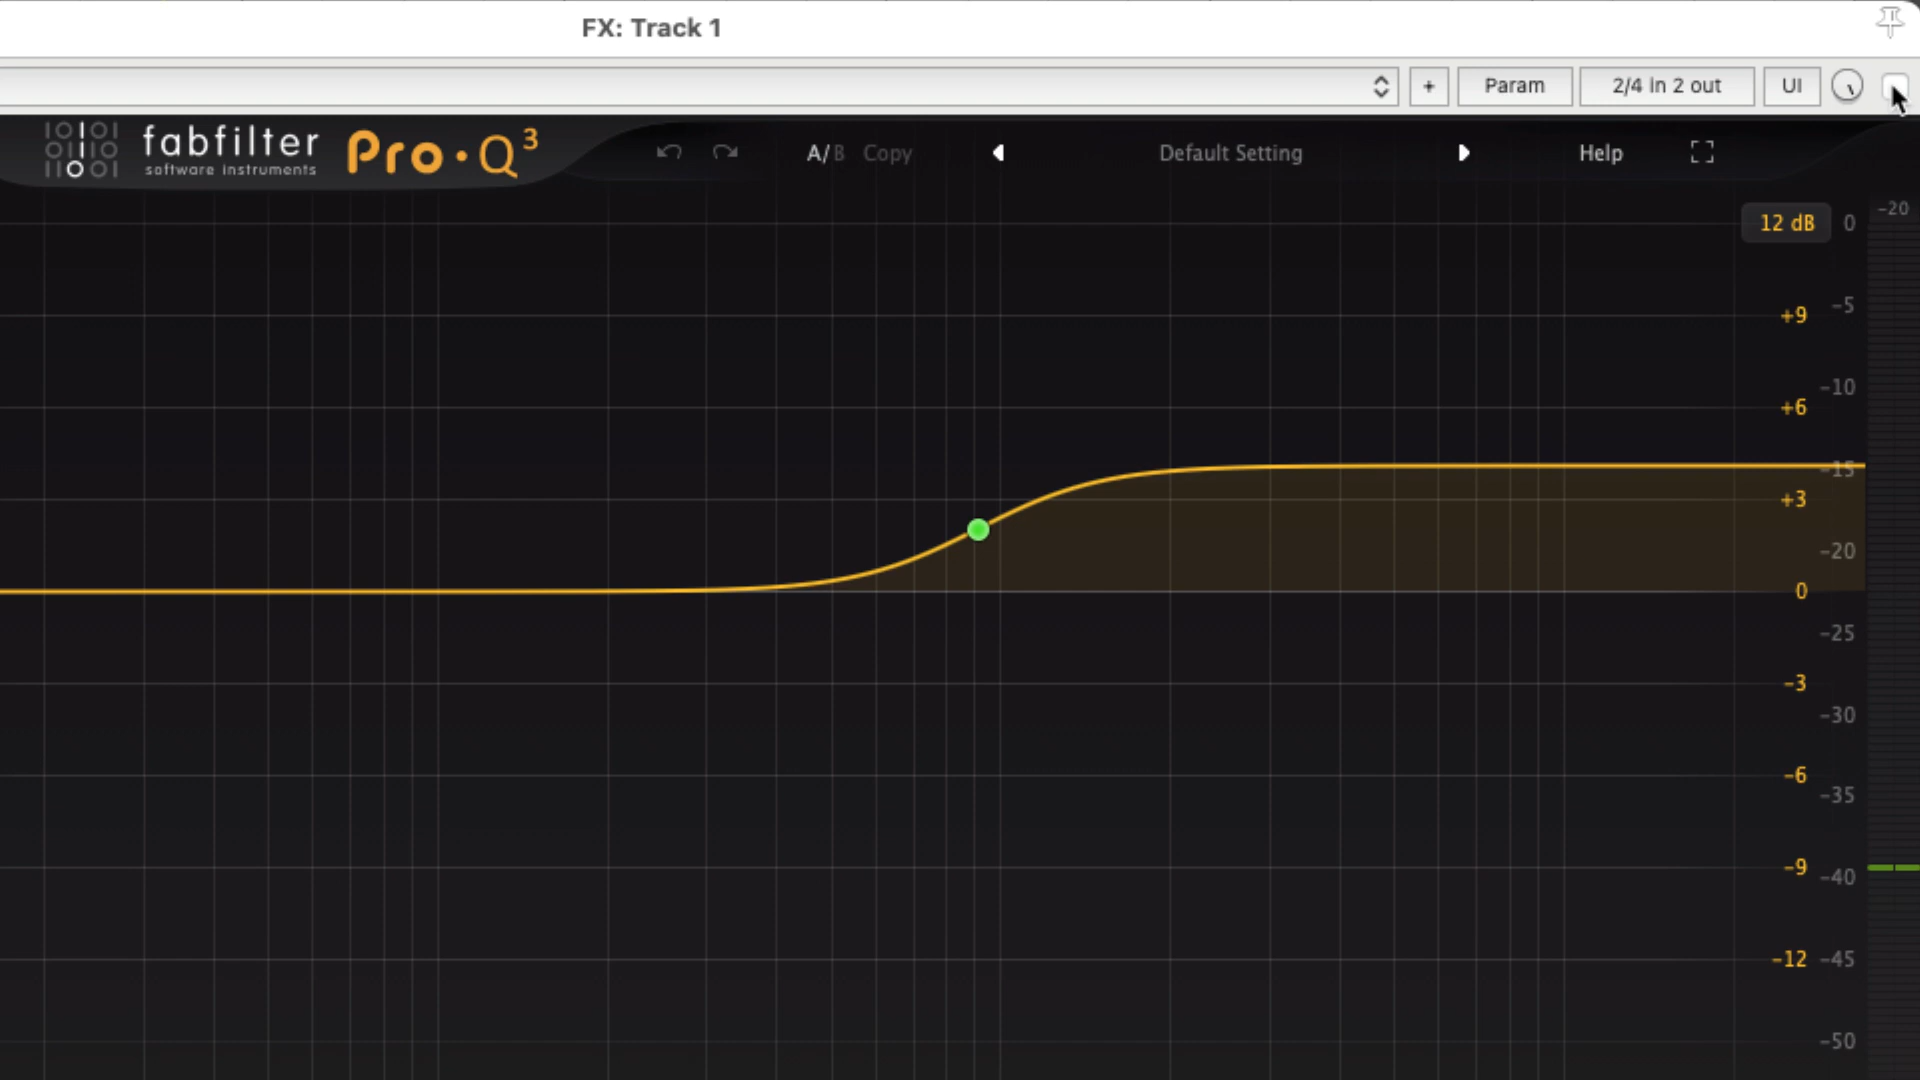 FX: Track 1
+
Param
2/4 in 2 out
UI
fabfilter
software instruments
Pro·Q3
A/B
Copy
Default Setting
Help
12 dB
0
-20
-5
+9
-10
+6
-15
+3
-20
0
-25
-3
-30
-6
-35
-9
-40
-12
-45
-50